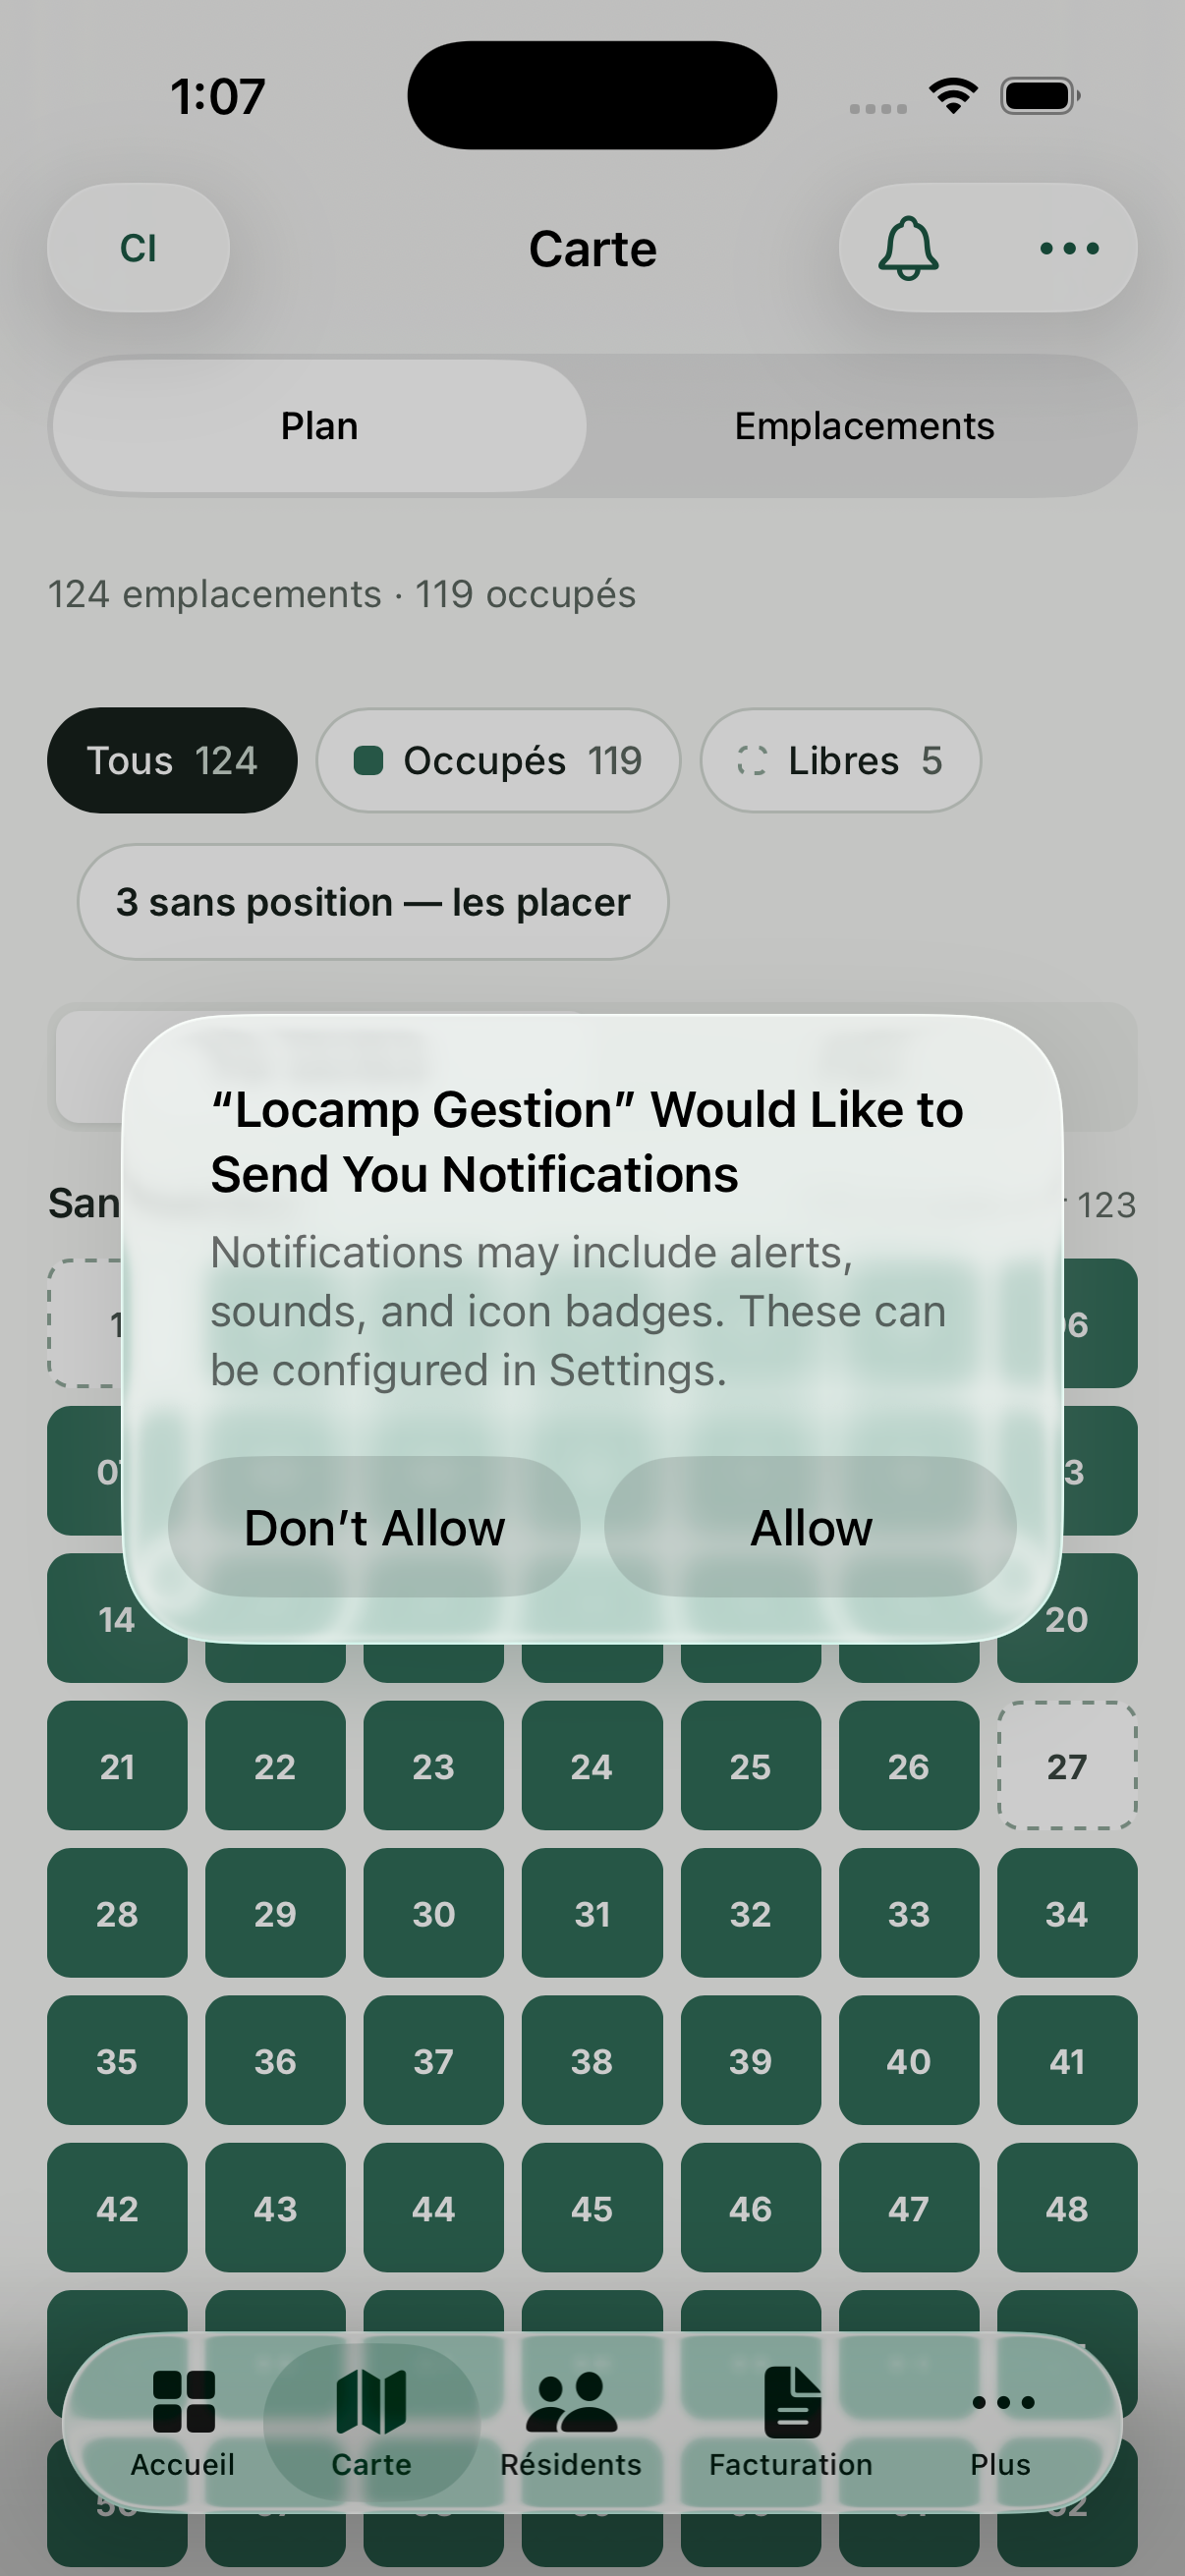 1:07
CI
Carte
Plan
Emplacements
124 emplacements · 119 occupés
Tous 124
Occupés 119
Libres 5
3 sans position — les placer
“Locamp Gestion” Would Like to
Send You Notifications
Notifications may include alerts,
sounds, and icon badges. These can
be configured in Settings.
Don’t Allow
Allow
123
14
20
21 22 23 24 25 26 27
28 29 30 31 32 33 34
35 36 37 38 39 40 41
42 43 44 45 46 47 48
Accueil
Carte
Résidents
Facturation
Plus